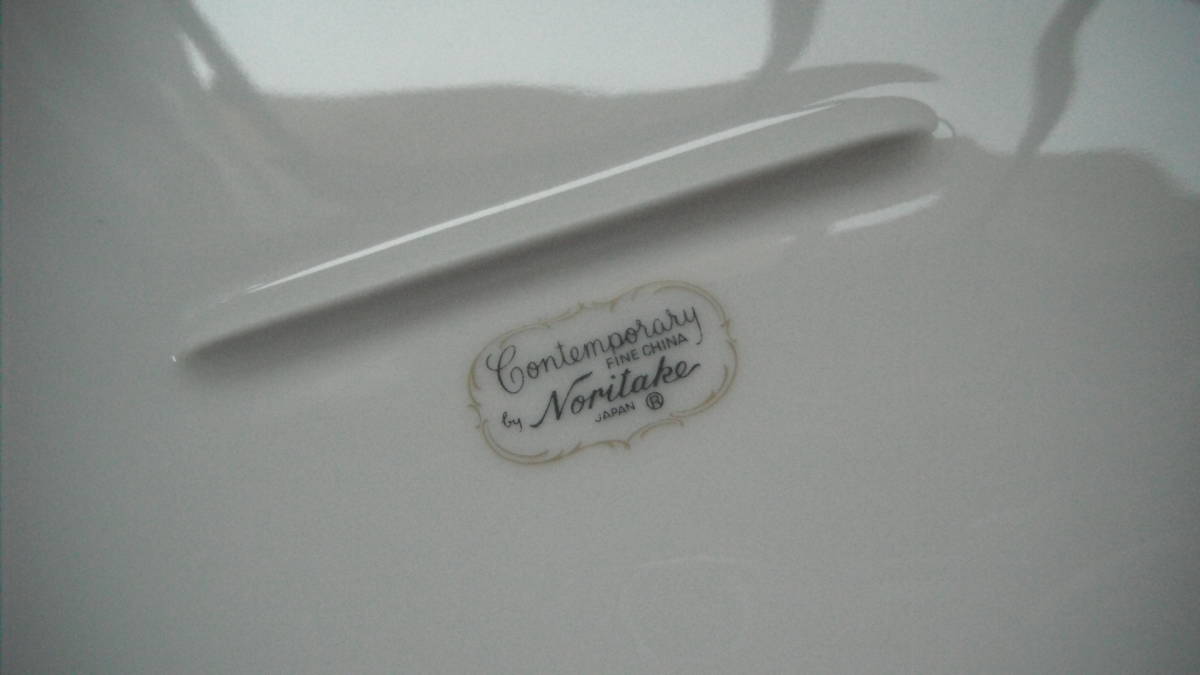 Contemporary
FINE CHINA
by Noritake
JAPAN ®